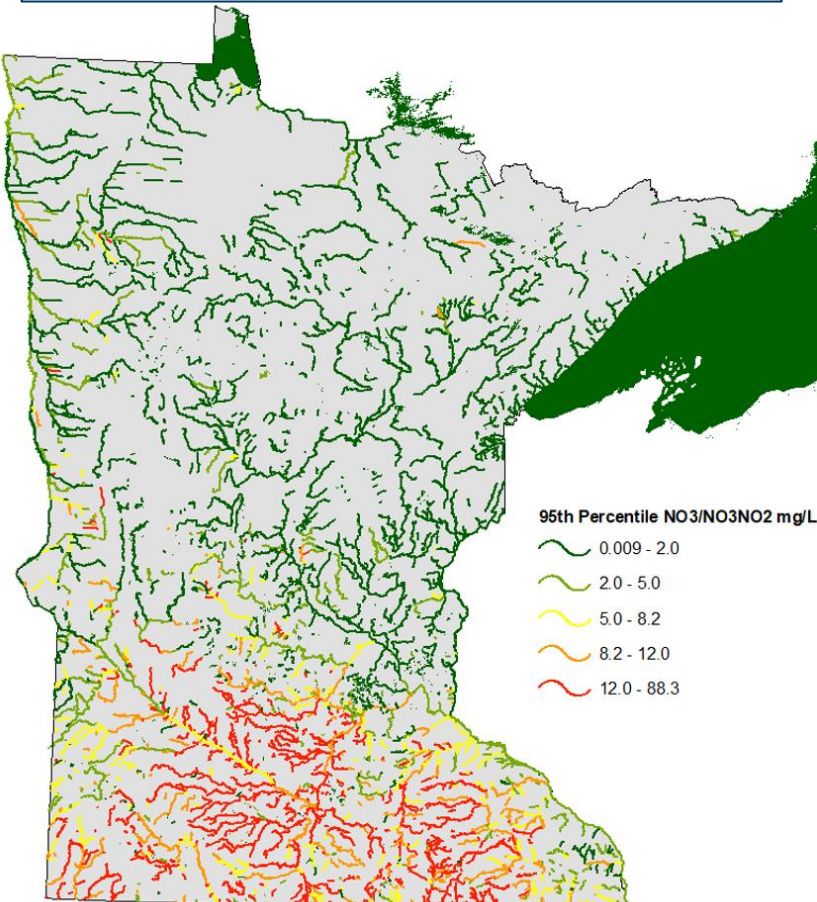 95th Percentile NO3/NO3NO2 mg/L
0.009 - 2.0
2.0 - 5.0
5.0 - 8.2
8.2 - 12.0
12.0 - 88.3